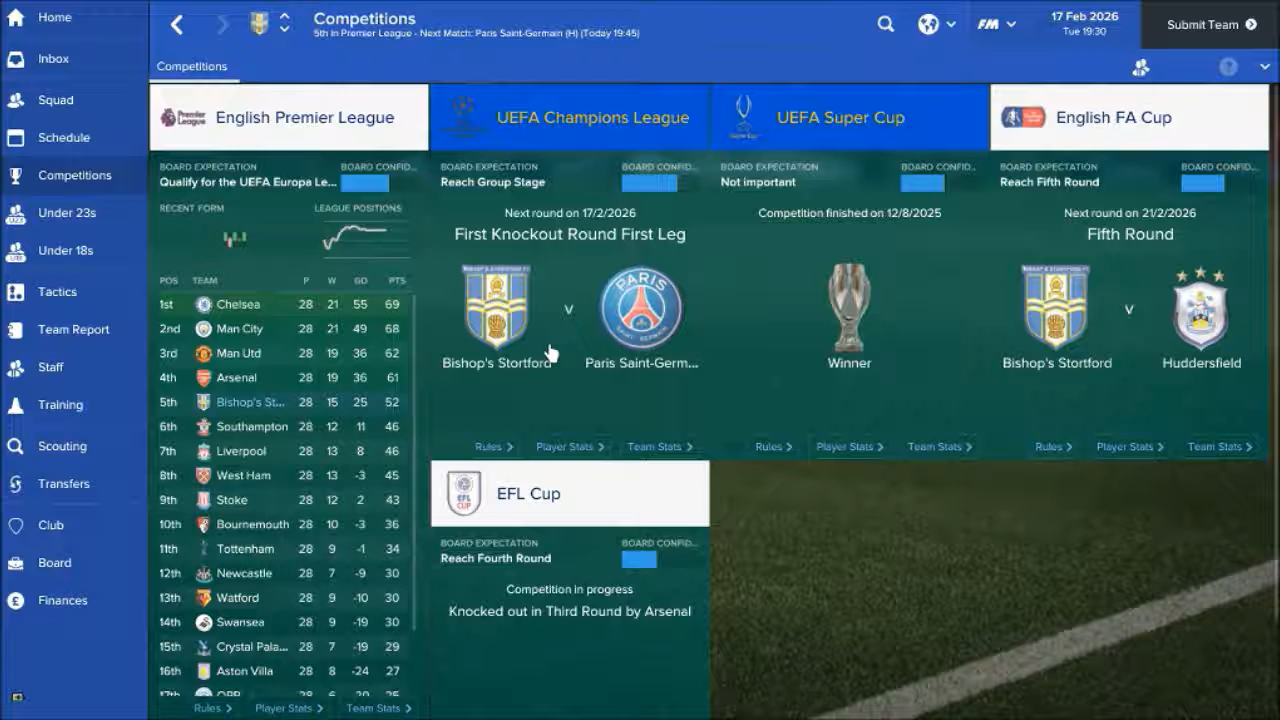 Home
Inbox
Squad
Schedule
Competitions
Under 23s
Under 18s
Tactics
Team Report
Staff
Training
Scouting
Transfers
Club
Board
Finances
Competitions
5th in Premier League - Next Match: Paris Saint-Germain (H) (Today 19:45)
FM
17 Feb 2026
Tue 19:30
Submit Team
Competitions
Premier League
English Premier League
BOARD EXPECTATION BOARD CONFID...
Qualify for the UEFA Europa Le...
RECENT FORM LEAGUE POSITIONS
POS TEAM P W GD PTS
1st Chelsea 28 21 55 69
2nd Man City 28 21 49 68
3rd Man Utd 28 19 36 62
4th Arsenal 28 19 36 61
5th Bishop's St... 28 15 25 52
6th Southampton 28 12 11 46
7th Liverpool 28 13 8 46
8th West Ham 28 13 -3 45
9th Stoke 28 12 2 43
10th Bournemouth 28 10 -3 36
11th Tottenham 28 9 -1 34
12th Newcastle 28 7 -9 30
13th Watford 28 9 -10 30
14th Swansea 28 9 -19 30
15th Crystal Pala... 28 7 -19 29
16th Aston Villa 28 8 -24 27
17th QPR 28 6 -20 25
Rules Player Stats Team Stats
UEFA Champions League
BOARD EXPECTATION BOARD CONFID...
Reach Group Stage
Next round on 17/2/2026
First Knockout Round First Leg
PARIS
v
Bishop's Stortford Paris Saint-Germ...
Rules Player Stats Team Stats
UEFA Super Cup
BOARD EXPECTATION BOARD CONFID...
Not important
Competition finished on 12/8/2025
Winner
Rules Player Stats Team Stats
English FA Cup
BOARD EXPECTATION BOARD CONFID...
Reach Fifth Round
Next round on 21/2/2026
Fifth Round
v
Bishop's Stortford Huddersfield
Rules Player Stats Team Stats
EFL CUP
EFL Cup
BOARD EXPECTATION BOARD CONFID...
Reach Fourth Round
Competition in progress
Knocked out in Third Round by Arsenal